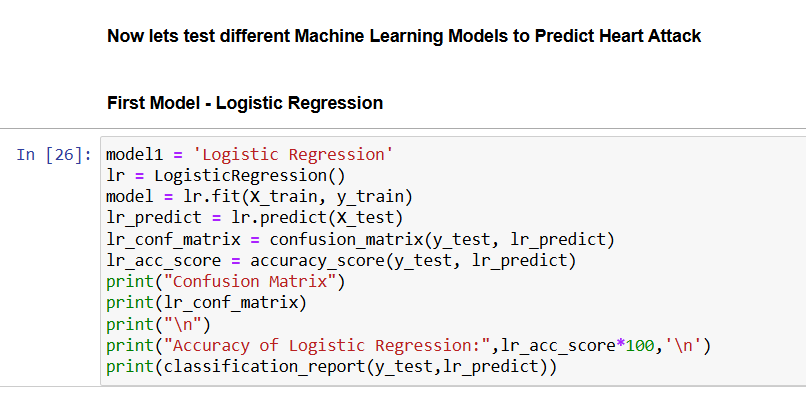 Now lets test different Machine Learning Models to Predict Heart Attack
First Model - Logistic Regression
In [26]: model1 = 'Logistic Regression'
lr = LogisticRegression()
model = lr.fit(X_train, y_train)
lr_predict = lr.predict(X_test)
lr_conf_matrix = confusion_matrix(y_test, lr_predict)
lr_acc_score = accuracy_score(y_test, lr_predict)
print("Confusion Matrix")
print(lr_conf_matrix)
print("\n")
print("Accuracy of Logistic Regression:",lr_acc_score*100,'\n')
print(classification_report(y_test,lr_predict))